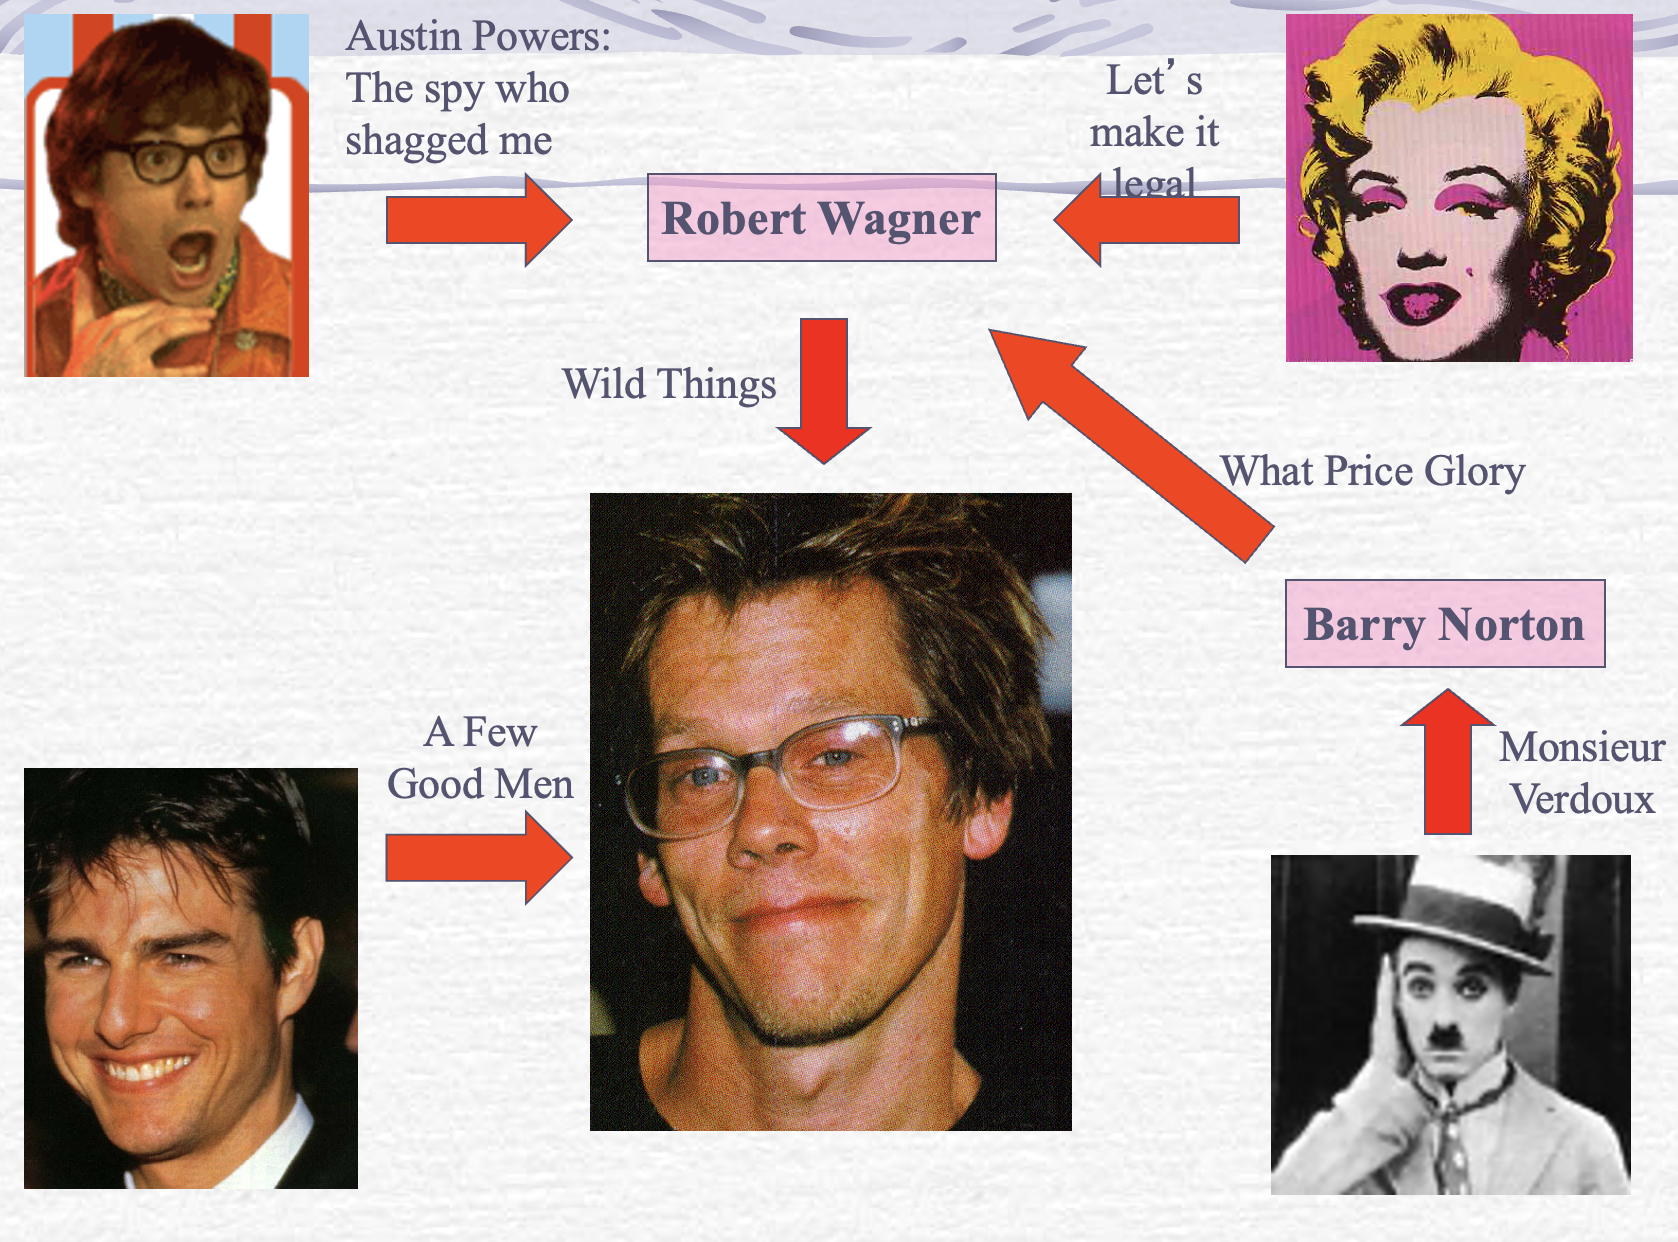 Austin Powers:
The spy who
shagged me
Let’s
make it
legal
Robert Wagner
Wild Things
What Price Glory
Barry Norton
A Few
Good Men
Monsieur
Verdoux